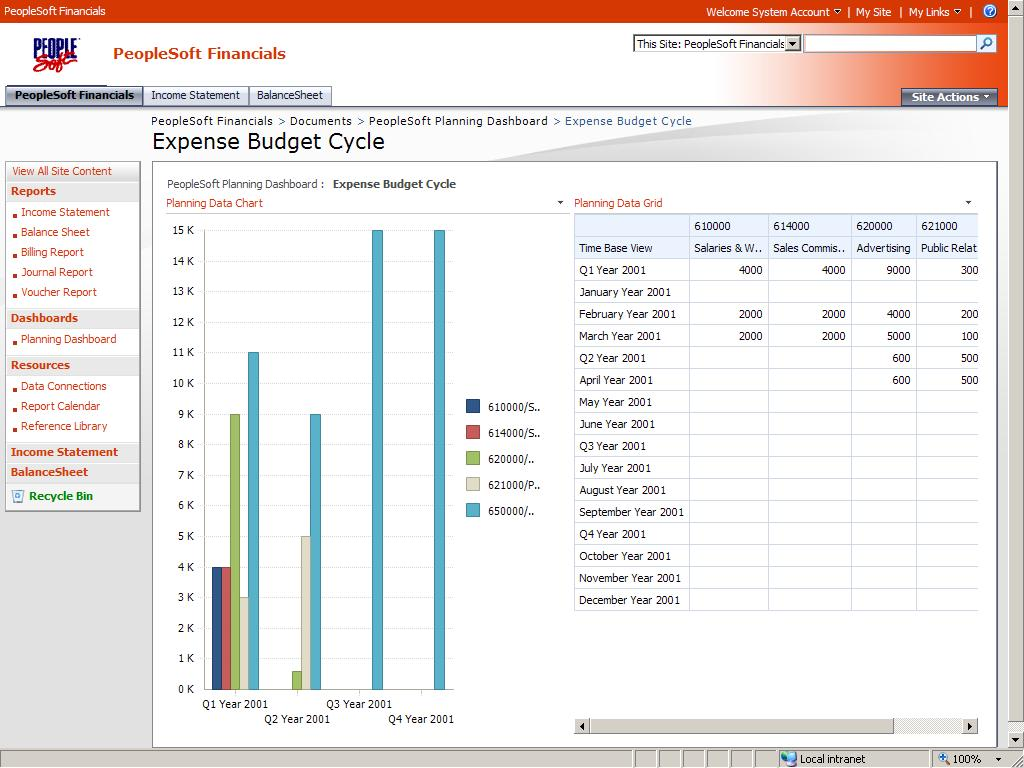 PeopleSoft Financials
Welcome System Account | My Site | My Links |
PEOPLE
Soft
PeopleSoft Financials
This Site: PeopleSoft Financials
PeopleSoft Financials Income Statement BalanceSheet
Site Actions
PeopleSoft Financials > Documents > PeopleSoft Planning Dashboard > Expense Budget Cycle
Expense Budget Cycle
View All Site Content
Reports
Income Statement
Balance Sheet
Billing Report
Journal Report
Voucher Report
Dashboards
Planning Dashboard
Resources
Data Connections
Report Calendar
Reference Library
Income Statement
BalanceSheet
Recycle Bin
PeopleSoft Planning Dashboard : Expense Budget Cycle
Planning Data Chart
15 K
14 K
13 K
12 K
11 K
10 K
9 K
8 K
7 K
6 K
5 K
4 K
3 K
2 K
1 K
0 K
Q1 Year 2001
Q2 Year 2001
Q3 Year 2001
Q4 Year 2001
610000/S..
614000/S..
620000/..
621000/P..
650000/..
Planning Data Grid
610000 614000 620000 621000
Time Base View Salaries & W.. Sales Commis.. Advertising Public Relat
Q1 Year 2001 4000 4000 9000 300
January Year 2001
February Year 2001 2000 2000 4000 200
March Year 2001 2000 2000 5000 100
Q2 Year 2001 600 500
April Year 2001 600 500
May Year 2001
June Year 2001
Q3 Year 2001
July Year 2001
August Year 2001
September Year 2001
Q4 Year 2001
October Year 2001
November Year 2001
December Year 2001
Local intranet
100%